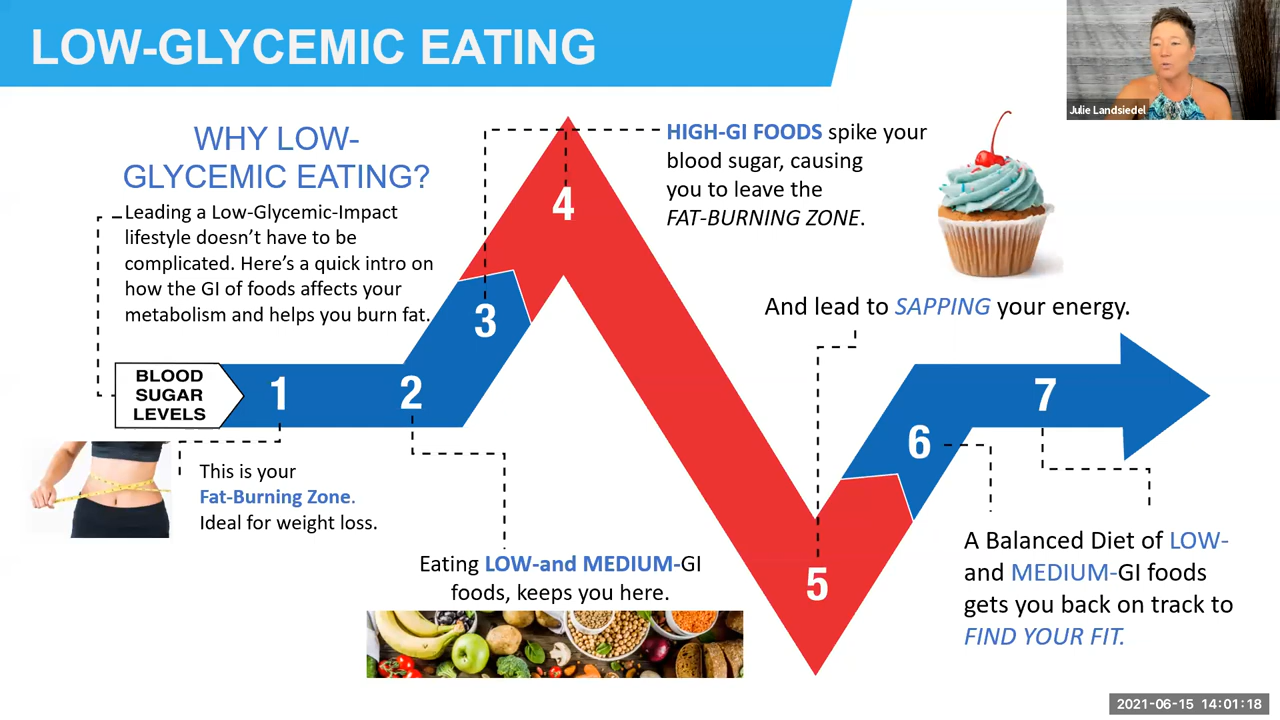 LOW-GLYCEMIC EATING
Julie Landsiedel
WHY LOW-
GLYCEMIC EATING?
Leading a Low-Glycemic-Impact
lifestyle doesn’t have to be
complicated. Here’s a quick intro on
how the GI of foods affects your
metabolism and helps you burn fat.
HIGH-GI FOODS spike your
blood sugar, causing
you to leave the
FAT-BURNING ZONE.
And lead to SAPPING your energy.
BLOOD
SUGAR
LEVELS
1
2
3
4
5
6
7
This is your
Fat-Burning Zone.
Ideal for weight loss.
Eating LOW-and MEDIUM-GI
foods, keeps you here.
A Balanced Diet of LOW-
and MEDIUM-GI foods
gets you back on track to
FIND YOUR FIT.
2021-06-15 14:01:18